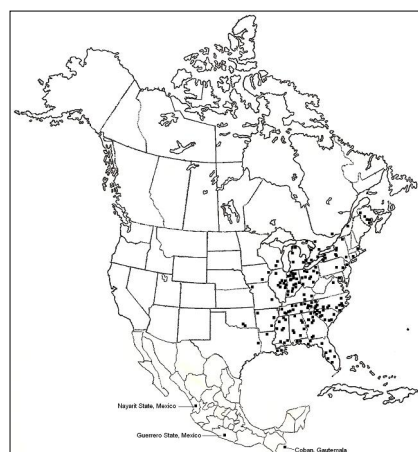 Nayarit State, Mexico
Guerrero State, Mexico
Coban, Gautemala